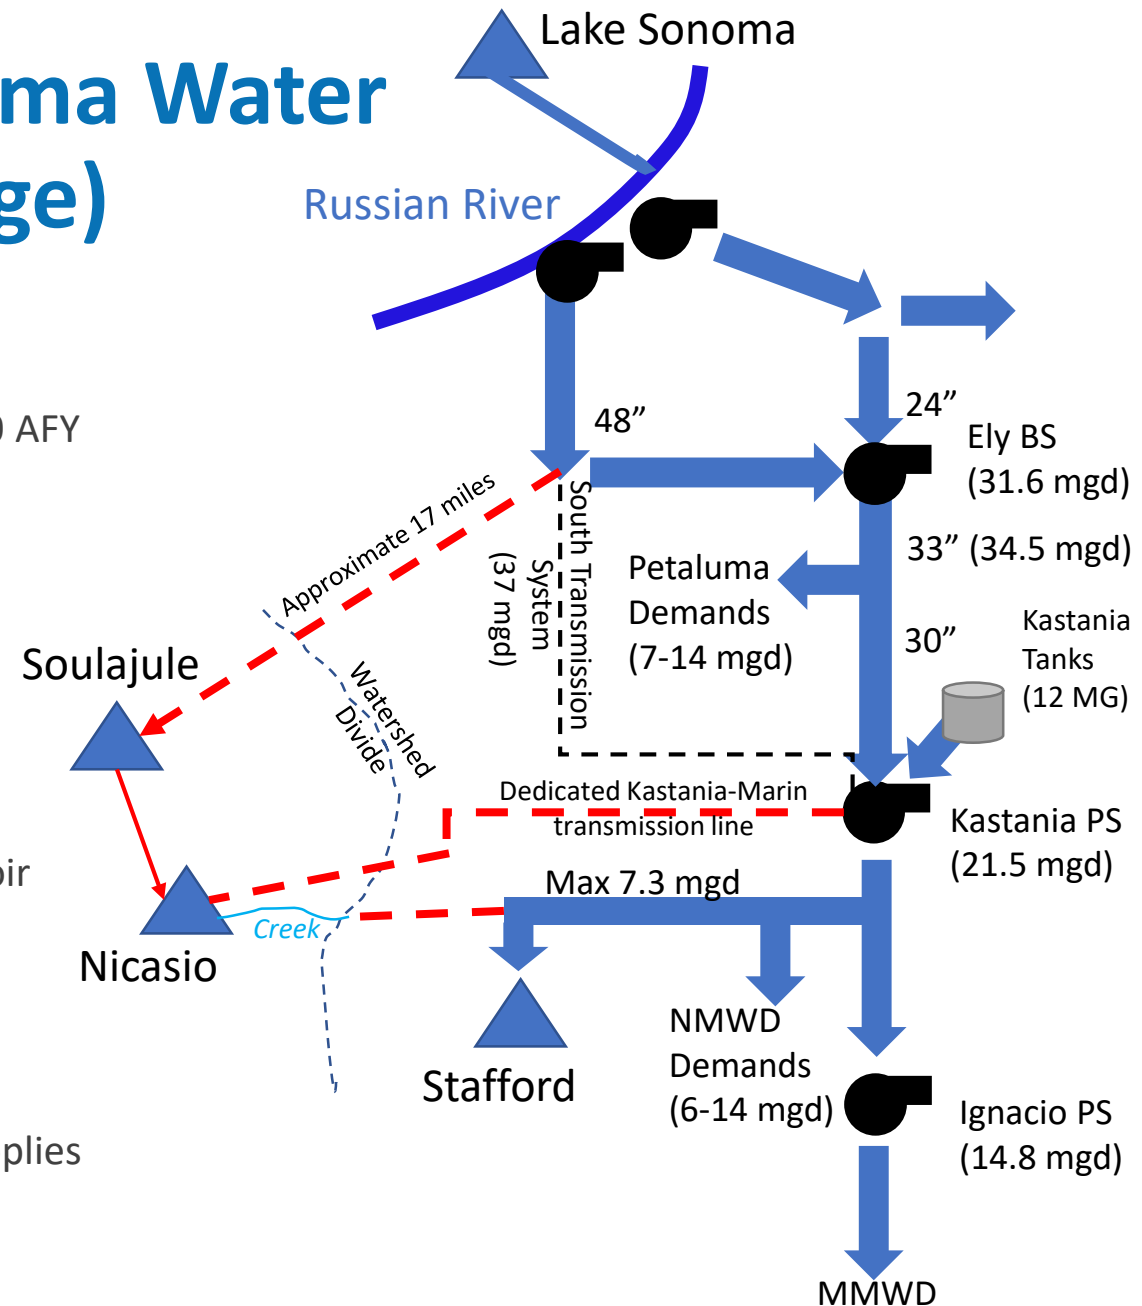 Lake Sonoma
ma Water
ge)
Russian River
AFY
48”
24”
Ely BS
(31.6 mgd)
Approximate 17 miles
South Transmission
System
(37 mgd)
33” (34.5 mgd)
Petaluma
Demands
(7-14 mgd)
30”
Kastania
Tanks
(12 MG)
Soulajule
Watershed
Divide
Dedicated Kastania-Marin
transmission line
Kastania PS
(21.5 mgd)
oir
Max 7.3 mgd
Creek
Nicasio
NMWD
Demands
(6-14 mgd)
Stafford
Ignacio PS
(14.8 mgd)
plies
MMWD